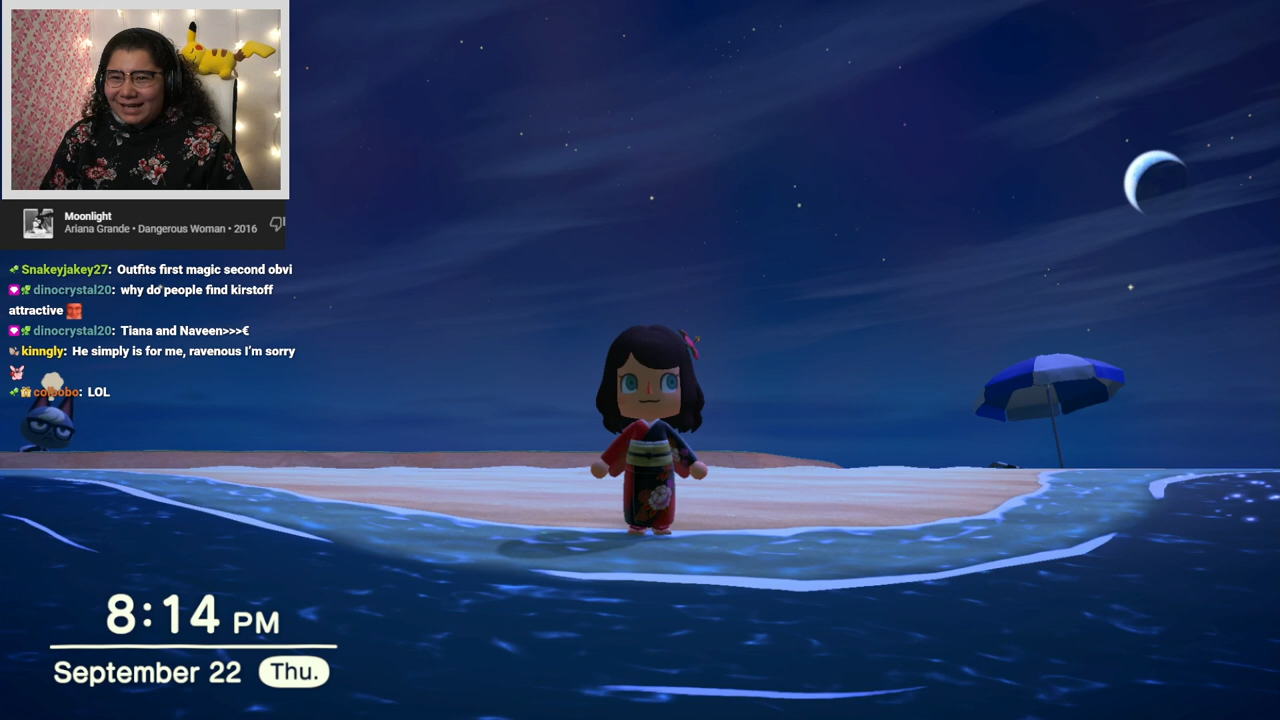 Moonlight
Ariana Grande • Dangerous Woman • 2016
Snakeyjakey27: Outfits first magic second obvi
dinocrystal20: why do people find kirstoff
attractive
dinocrystal20: Tiana and Naveen>>>€
kinngly: He simply is for me, ravenous I'm sorry
: LOL
8:14 PM
September 22 Thu.